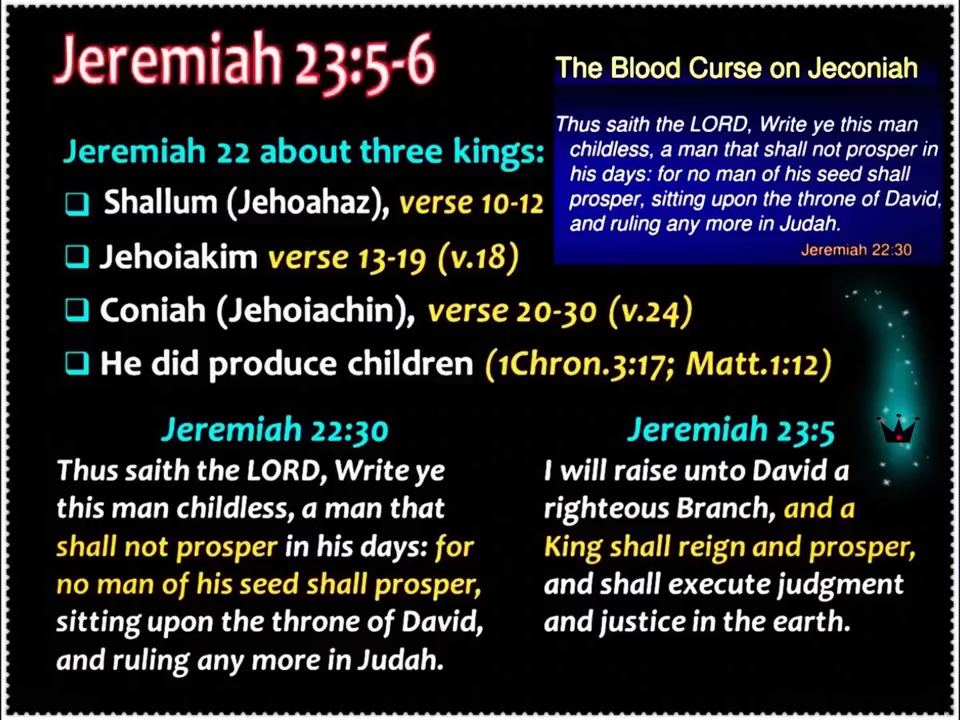 Jeremiah 23:5-6
The Blood Curse on Jeconiah
Thus saith the LORD, Write ye this man
childless, a man that shall not prosper in
his days: for no man of his seed shall
prosper, sitting upon the throne of David,
and ruling any more in Judah.
Jeremiah 22:30
Jeremiah 22 about three kings:
❑ Shallum (Jehoahaz), verse 10-12
❑ Jehoiakim verse 13-19 (v.18)
❑ Coniah (Jehoiachin), verse 20-30 (v.24)
❑ He did produce children (1Chron.3:17; Matt.1:12)
Jeremiah 22:30
Thus saith the LORD, Write ye
this man childless, a man that
shall not prosper in his days: for
no man of his seed shall prosper,
sitting upon the throne of David,
and ruling any more in Judah.
Jeremiah 23:5
I will raise unto David a
righteous Branch, and a
King shall reign and prosper,
and shall execute judgment
and justice in the earth.